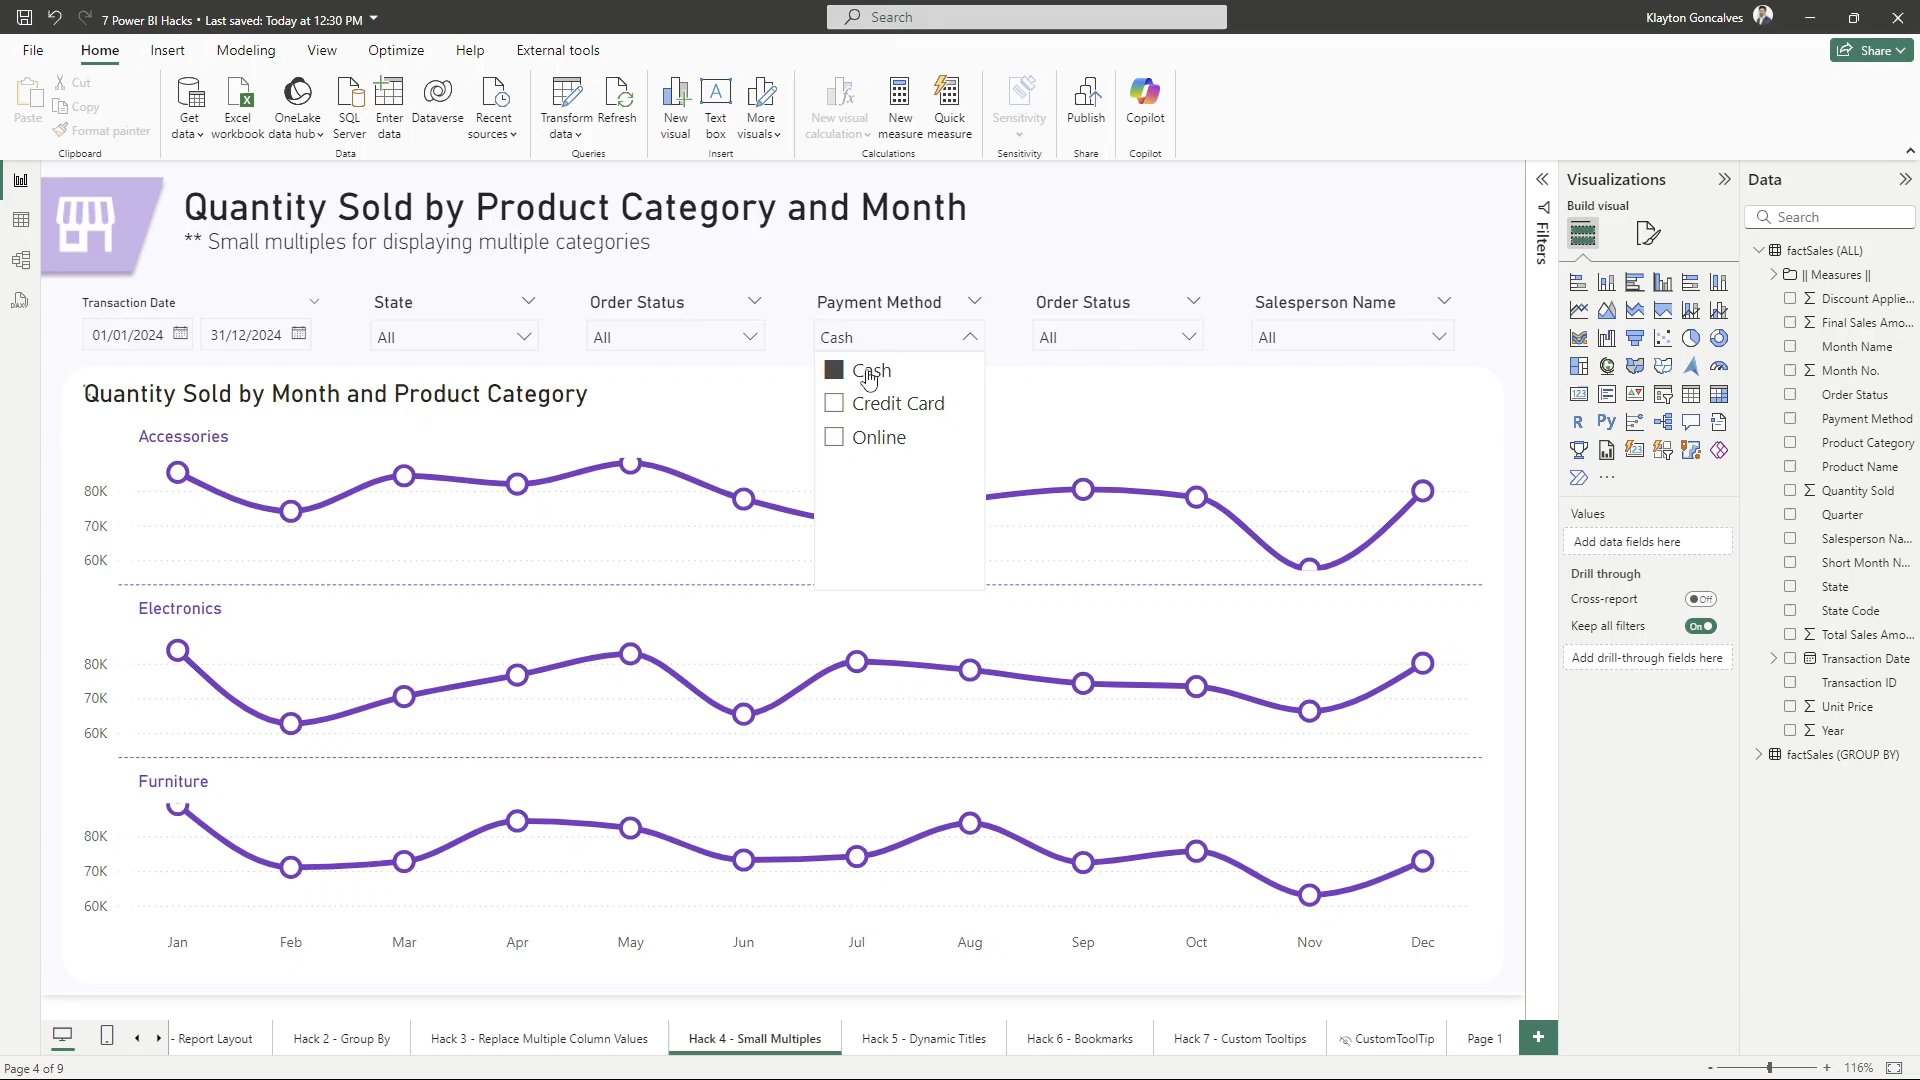 7 Power BI Hacks • Last saved: Today at 12:30 PM
Search
Klayton Goncalves
File
Home
Insert
Modeling
View
Optimize
Help
External tools
Share
Paste
Cut
Copy
Format painter
Clipboard
Get data
Excel workbook
OneLake data hub
SQL Server
Enter data
Dataverse
Recent sources
Data
Transform data
Refresh
Queries
New visual
Text box
More visuals
Insert
New visual calculation
New measure
Quick measure
Calculations
Sensitivity
Sensitivity
Publish
Share
Copilot
Copilot
Quantity Sold by Product Category and Month
** Small multiples for displaying multiple categories
Transaction Date
01/01/2024
31/12/2024
State
All
Order Status
All
Payment Method
Cash
Cash
Credit Card
Online
Order Status
All
Salesperson Name
All
Quantity Sold by Month and Product Category
Accessories
80K
70K
60K
Electronics
80K
70K
60K
Furniture
80K
70K
60K
Jan
Feb
Mar
Apr
May
Jun
Jul
Aug
Sep
Oct
Nov
Dec
Filters
Visualizations
Build visual
123
R
Py
123
Values
Add data fields here
Drill through
Cross-report
Off
Keep all filters
On
Add drill-through fields here
Data
Search
factSales (ALL)
|| Measures ||
Discount Applie...
Final Sales Amo...
Month Name
Month No.
Order Status
Payment Method
Product Category
Product Name
Quantity Sold
Quarter
Salesperson Na...
Short Month N...
State
State Code
Total Sales Amo...
Transaction Date
Transaction ID
Unit Price
Year
factSales (GROUP BY)
- Report Layout
Hack 2 - Group By
Hack 3 - Replace Multiple Column Values
Hack 4 - Small Multiples
Hack 5 - Dynamic Titles
Hack 6 - Bookmarks
Hack 7 - Custom Tooltips
CustomToolTip
Page 1
Page 4 of 9
116%